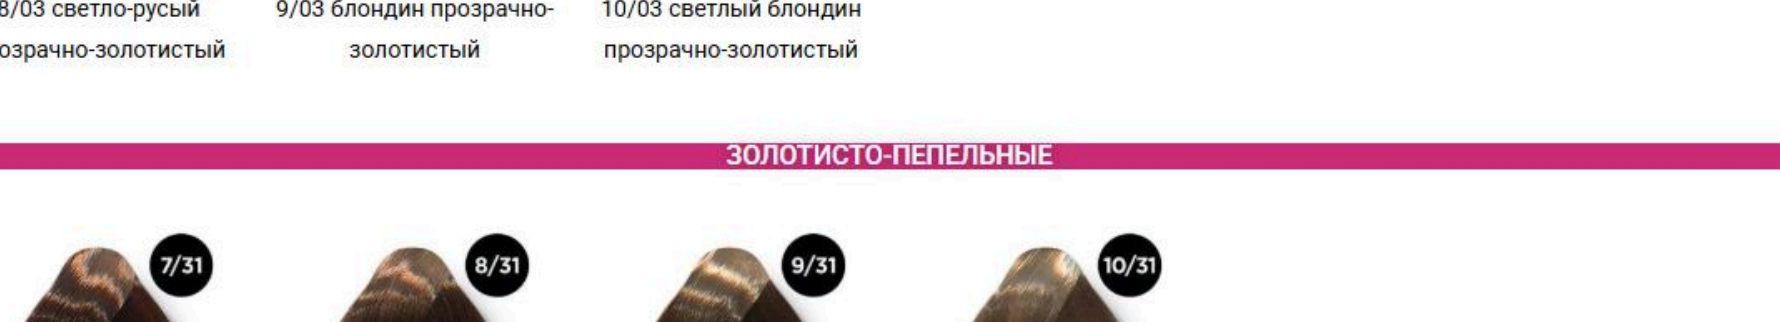 8/03 светло-русый
9/03 блондин прозрачно-
10/03 светлый блондин
озрачно-золотистый
золотистый
прозрачно-золотистый
ЗОЛОТИСТО-ПЕПЕЛЬНЫЕ
7/31
8/31
9/31
10/31